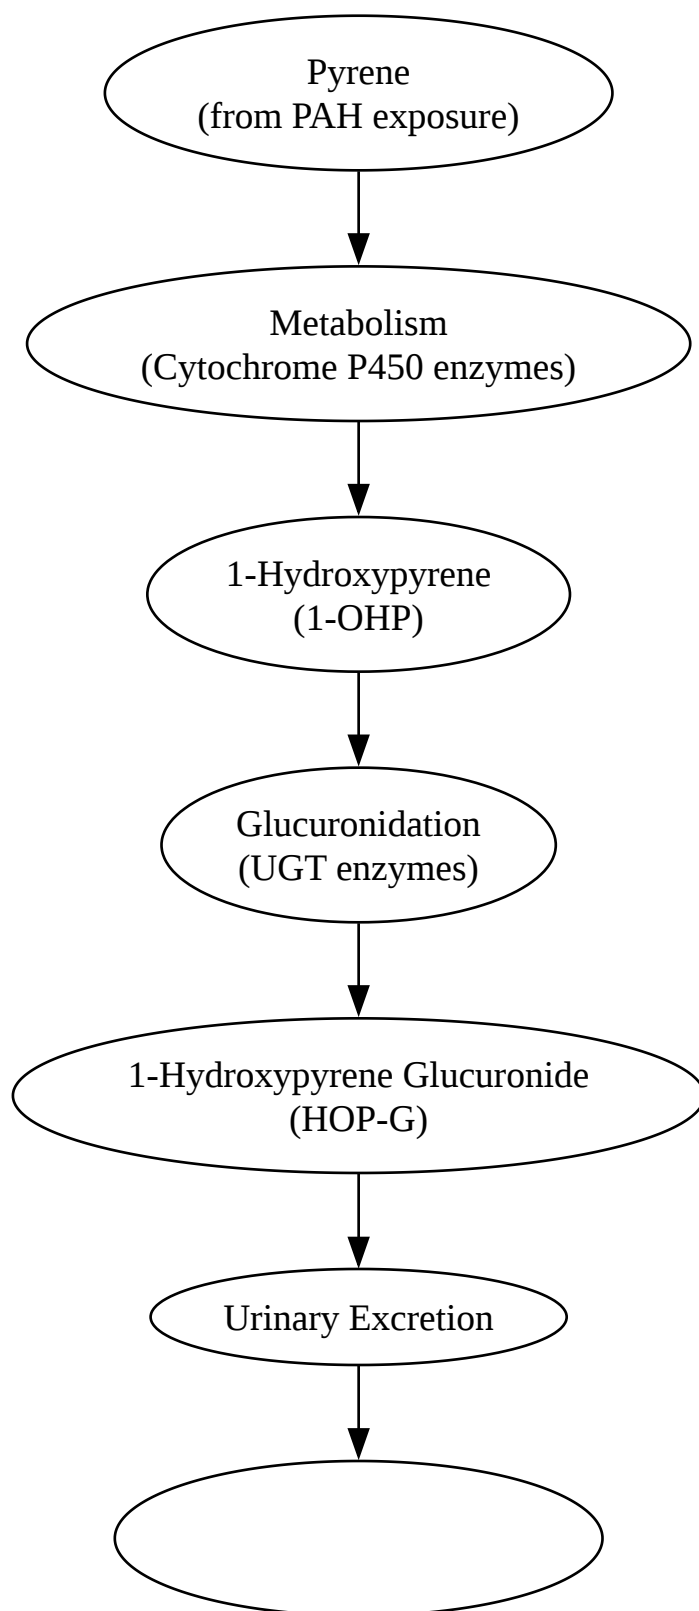 Pyrene
(from PAH exposure)
Metabolism
(Cytochrome P450 enzymes)
1-Hydroxypyrene
(1-OHP)
Glucuronidation
(UGT enzymes)
1-Hydroxypyrene Glucuronide
(HOP-G)
Urinary Excretion